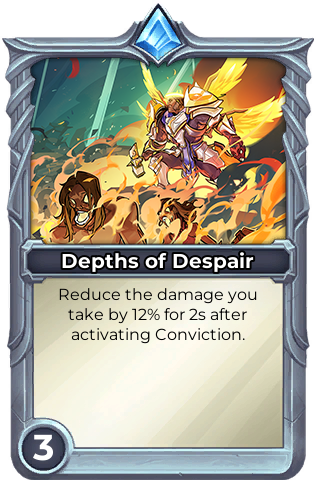 Depths of Despair
Reduce the damage you
take by 12% for 2s after
activating Conviction.
3